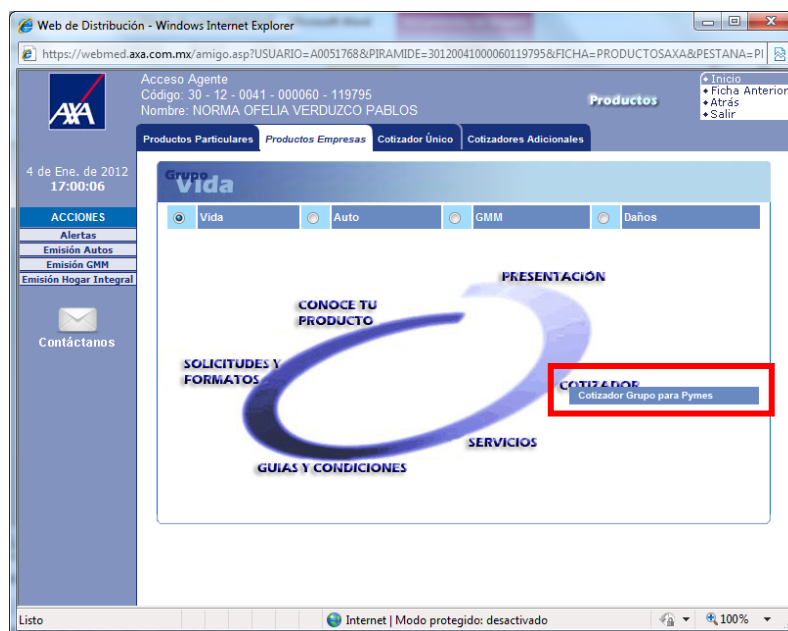 Web de Distribución - Windows Internet Explorer
https://webmed.axa.com.mx/amigo.asp?USUARIO=A0051768&PIRAMIDE=30120041000060119795&FICHA=PRODUCTOSAXA&PESTANA=PI
AXA
Acceso Agente
Código: 30 - 12 - 0041 - 000060 - 119795
Nombre: NORMA OFELIA VERDUZCO PABLOS
Productos
Inicio
Ficha Anterior
Atrás
Salir
Productos Particulares Productos Empresas Cotizador Único Cotizadores Adicionales
4 de Ene. de 2012
17:00:06
Grupo
Vida
ACCIONES
Alertas
Emisión Autos
Emisión GMM
Emisión Hogar Integral
Contáctanos
Vida Auto GMM Daños
PRESENTACIÓN
CONOCE TU
PRODUCTO
SOLICITUDES Y
FORMATOS
COTIZADOR
Cotizador Grupo para Pymes
SERVICIOS
GUIAS Y CONDICIONES
Listo Internet | Modo protegido: desactivado 100%